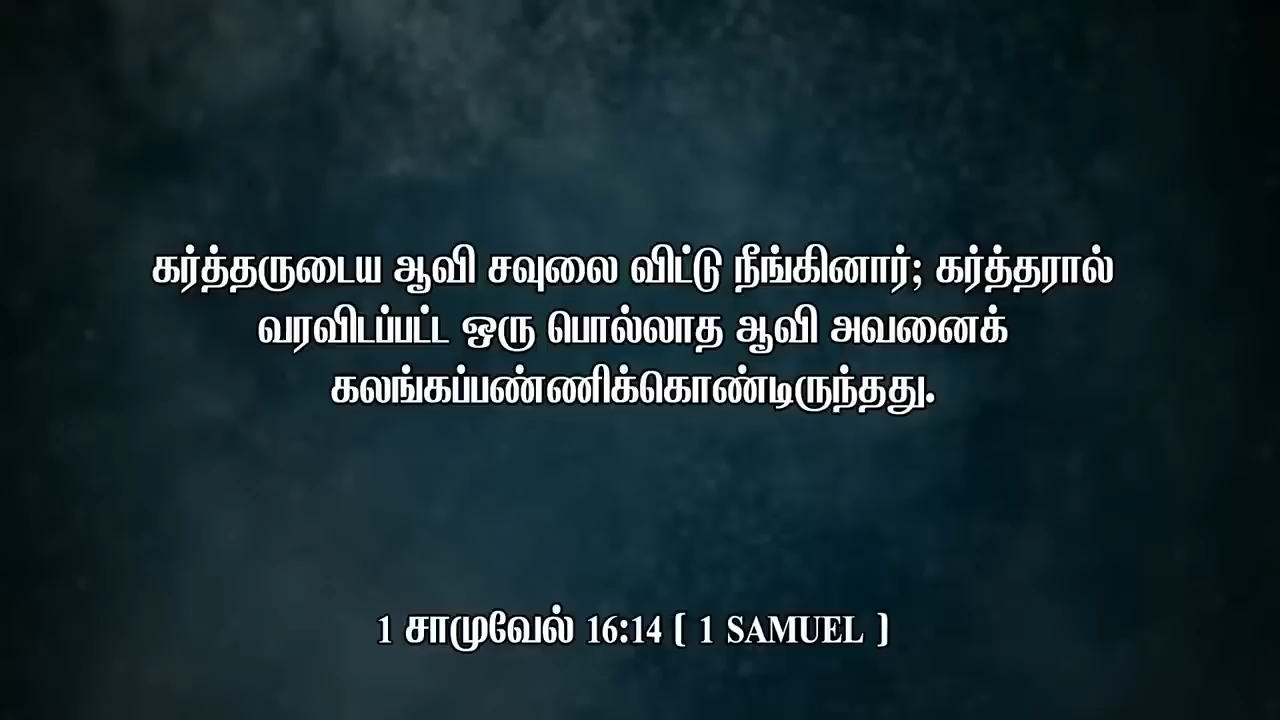 கர்த்தருடைய ஆவி சவுலை விட்டு நீங்கினார்; கர்த்தரால்
வரவிடப்பட்ட ஒரு பொல்லாத ஆவி அவனைக்
கலங்கப்பண்ணிக்கொண்டிருந்தது.
1 சாமுவேல் 16:14 ( 1 SAMUEL )